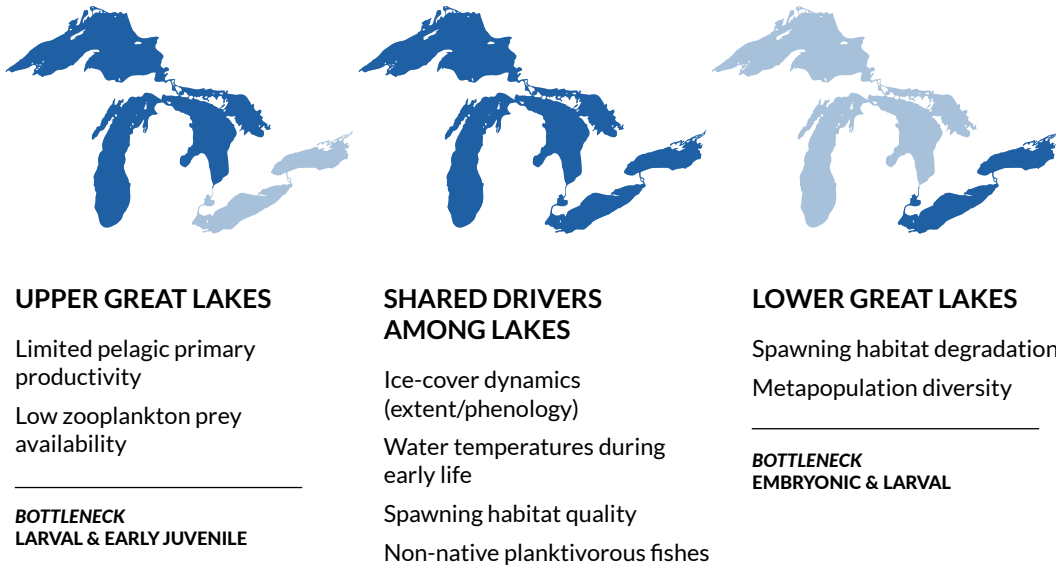 UPPER GREAT LAKES
Limited pelagic primary
productivity
Low zooplankton prey
availability
BOTTLENECK
LARVAL & EARLY JUVENILE
SHARED DRIVERS
AMONG LAKES
Ice-cover dynamics
(extent/phenology)
Water temperatures during
early life
Spawning habitat quality
Non-native planktivorous fishes
LOWER GREAT LAKES
Spawning habitat degradation
Metapopulation diversity
BOTTLENECK
EMBRYONIC & LARVAL